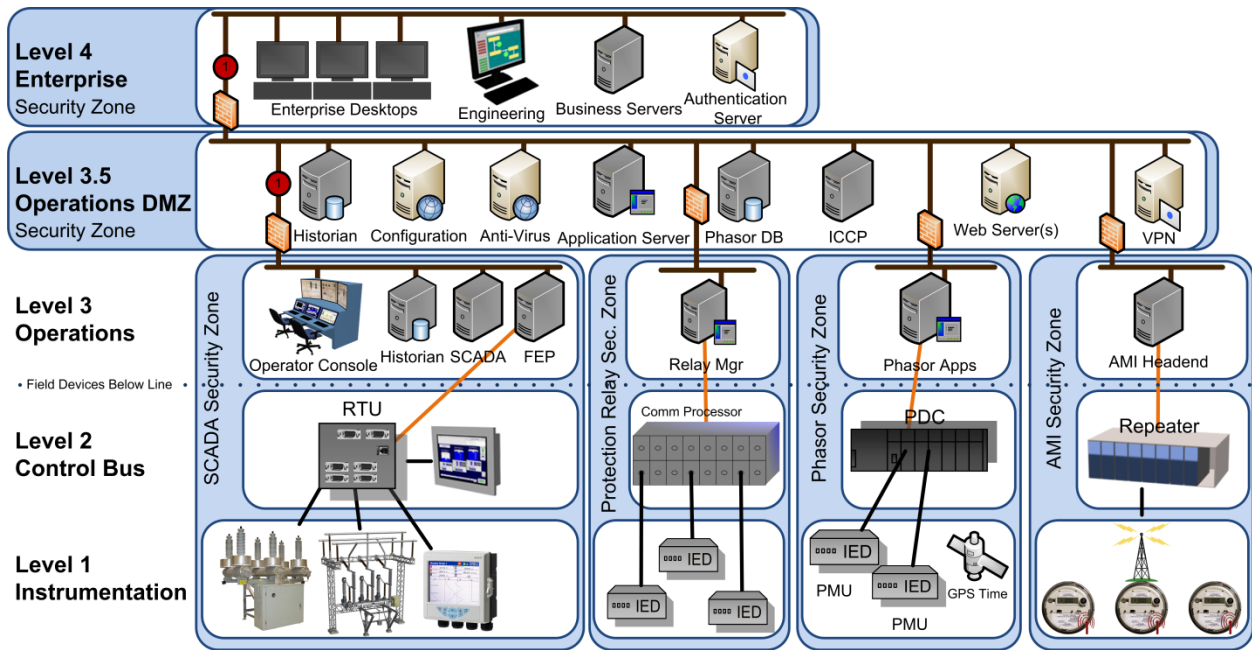 Level 4
Enterprise
Security Zone
1
Enterprise Desktops
Engineering
Business Servers
Authentication
Server
Level 3.5
Operations DMZ
Security Zone
1
Historian
Configuration
Anti-Virus
Application Server
Phasor DB
ICCP
Web Server(s)
VPN
Level 3
Operations
• Field Devices Below Line
SCADA Security Zone
Operator Console
Historian
SCADA
FEP
Protection Relay Sec. Zone
Relay Mgr
Phasor Security Zone
Phasor Apps
AMI Security Zone
AMI Headend
Level 2
Control Bus
RTU
Comm Processor
PDC
Repeater
Level 1
Instrumentation
IED
IED
IED
IED
PMU
IED
PMU
GPS Time